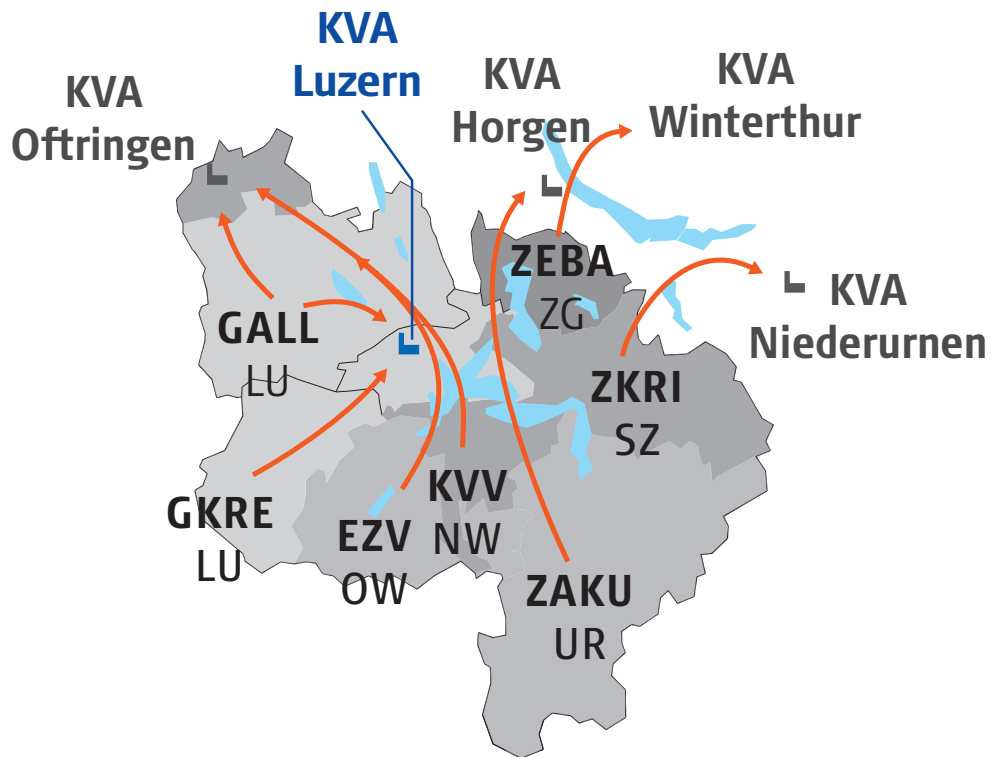 KVA
Luzern
KVA
Oftringen
KVA
Horgen
KVA
Winterthur
ZEBA
ZG
GALL
LU
KVA
Niederurnen
ZKRI
SZ
GKRE
LU
EZV
OW
KVV
NW
ZAKU
UR